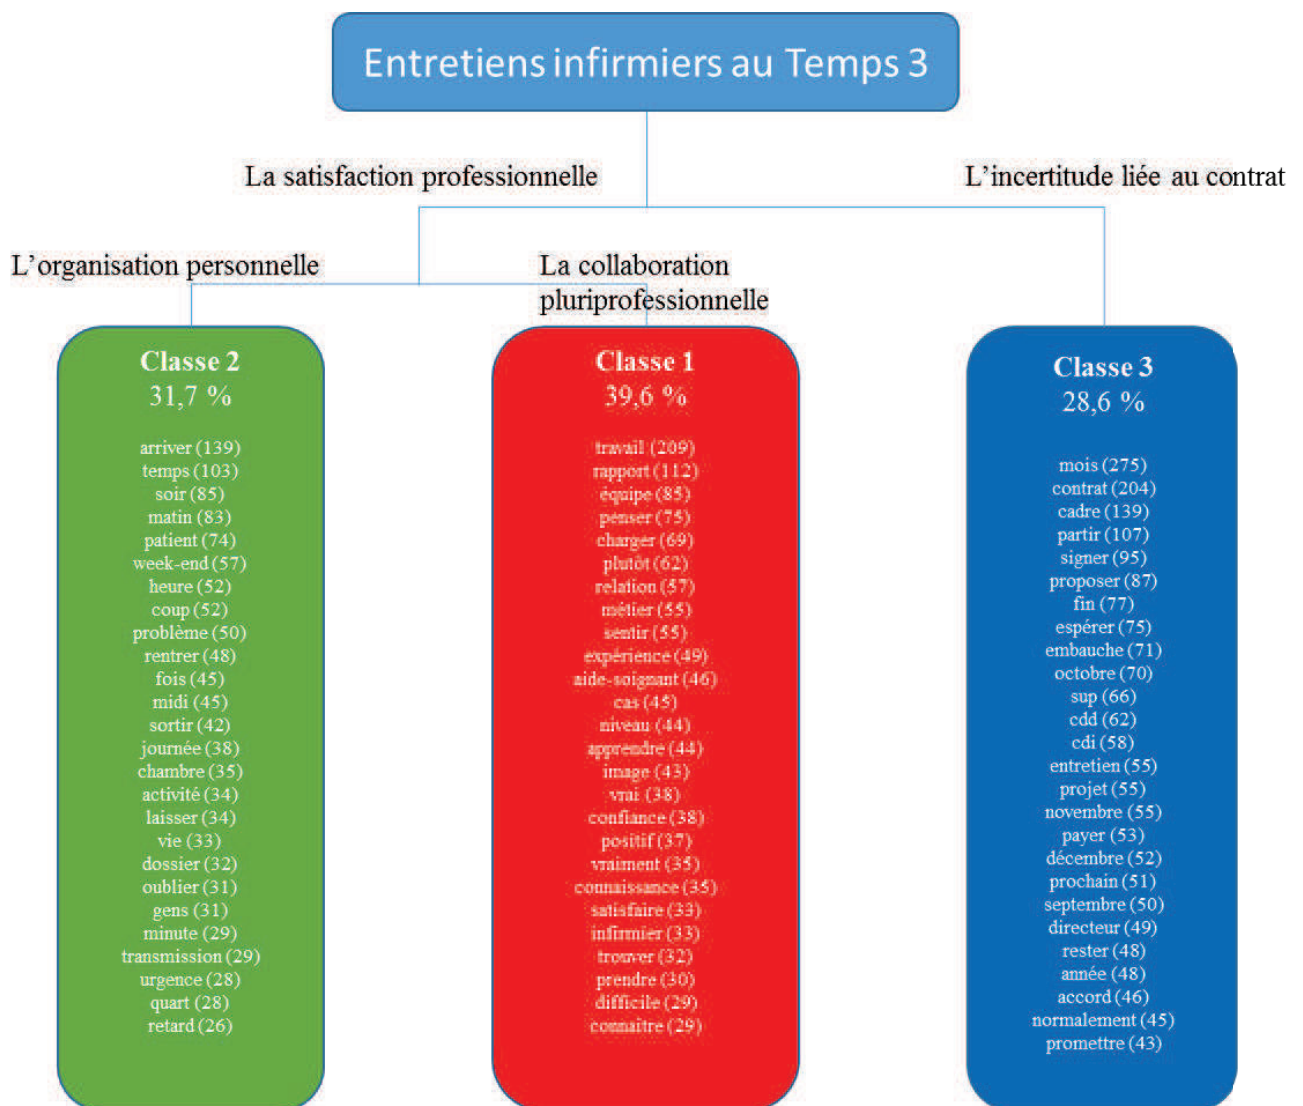 Entretiens infirmiers au Temps 3
La satisfaction professionnelle
L’incertitude liée au contrat
L’organisation personnelle
La collaboration
pluriprofessionnelle
Classe 2
31,7 %
arriver (139)
temps (103)
soir (85)
matin (83)
patient (74)
week-end (57)
heure (52)
coup (52)
problème (50)
rentrer (48)
fois (45)
midi (45)
sortir (42)
journée (38)
chambre (35)
activité (34)
laisser (34)
vie (33)
dossier (32)
oublier (31)
gens (31)
minute (29)
transmission (29)
urgence (28)
quart (28)
retard (26)
Classe 1
39,6 %
travail (209)
rapport (112)
équipe (85)
penser (75)
charger (69)
plutôt (62)
relation (57)
métier (55)
sentir (55)
expérience (49)
aide-soignant (46)
cas (45)
niveau (44)
apprendre (44)
image (43)
vrai (38)
confiance (38)
positif (37)
vraiment (35)
connaissance (35)
satisfaire (33)
infirmier (33)
trouver (32)
prendre (30)
difficile (29)
connaître (29)
Classe 3
28,6 %
mois (275)
contrat (204)
cadre (139)
partir (107)
signer (95)
proposer (87)
fin (77)
espérer (75)
embauche (71)
octobre (70)
sup (66)
cdd (62)
cdi (58)
entretien (55)
projet (55)
novembre (55)
payer (53)
décembre (52)
prochain (51)
septembre (50)
directeur (49)
rester (48)
année (48)
accord (46)
normalement (45)
promettre (43)